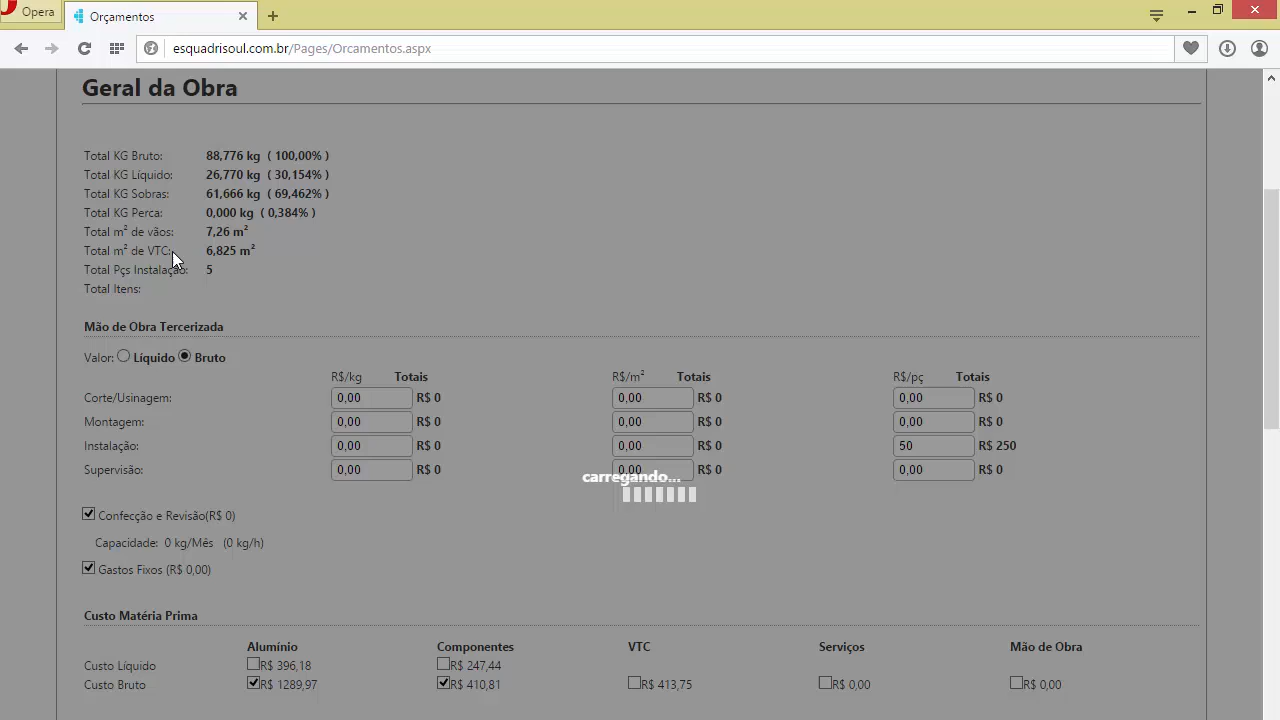 Opera
Orçamentos
esquadrisoul.com.br/Pages/Orcamentos.aspx
Geral da Obra
Total KG Bruto: 88,776 kg ( 100,00% )
Total KG Líquido: 26,770 kg ( 30,154% )
Total KG Sobras: 61,666 kg ( 69,462% )
Total KG Perca: 0,000 kg ( 0,384% )
Total m² de vãos: 7,26 m²
Total m² de VTC: 6,825 m²
Total Pçs Instalação: 5
Total Itens:
Mão de Obra Tercerizada
Valor: Líquido Bruto
R$/kg Totais R$/m² Totais R$/pç Totais
Corte/Usinagem: 0,00 R$ 0 0,00 R$ 0 0,00 R$ 0
Montagem: 0,00 R$ 0 0,00 R$ 0 0,00 R$ 0
Instalação: 0,00 R$ 0 0,00 R$ 0 50 R$ 250
Supervisão: 0,00 R$ 0 0,00 R$ 0 0,00 R$ 0
carregando...
Confecção e Revisão(R$ 0)
Capacidade: 0 kg/Mês (0 kg/h)
Gastos Fixos (R$ 0,00)
Custo Matéria Prima
Alumínio Componentes VTC Serviços Mão de Obra
Custo Líquido R$ 396,18 R$ 247,44
Custo Bruto R$ 1289,97 R$ 410,81 R$ 413,75 R$ 0,00 R$ 0,00